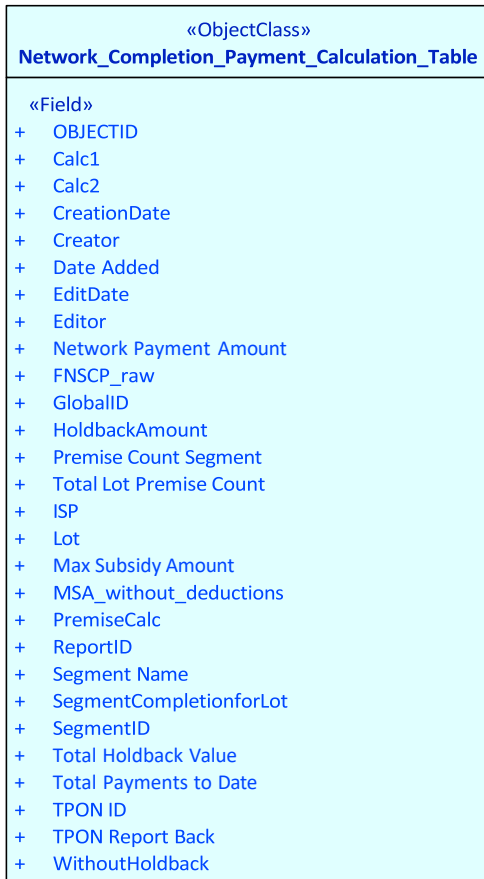 «ObjectClass»
Network_Completion_Payment_Calculation_Table
«Field»
+ OBJECTID
+ Calc1
+ Calc2
+ CreationDate
+ Creator
+ Date Added
+ EditDate
+ Editor
+ Network Payment Amount
+ FNSCP_raw
+ GlobalID
+ HoldbackAmount
+ Premise Count Segment
+ Total Lot Premise Count
+ ISP
+ Lot
+ Max Subsidy Amount
+ MSA_without_deductions
+ PremiseCalc
+ ReportID
+ Segment Name
+ SegmentCompletionforLot
+ SegmentID
+ Total Holdback Value
+ Total Payments to Date
+ TPON ID
+ TPON Report Back
+ WithoutHoldback